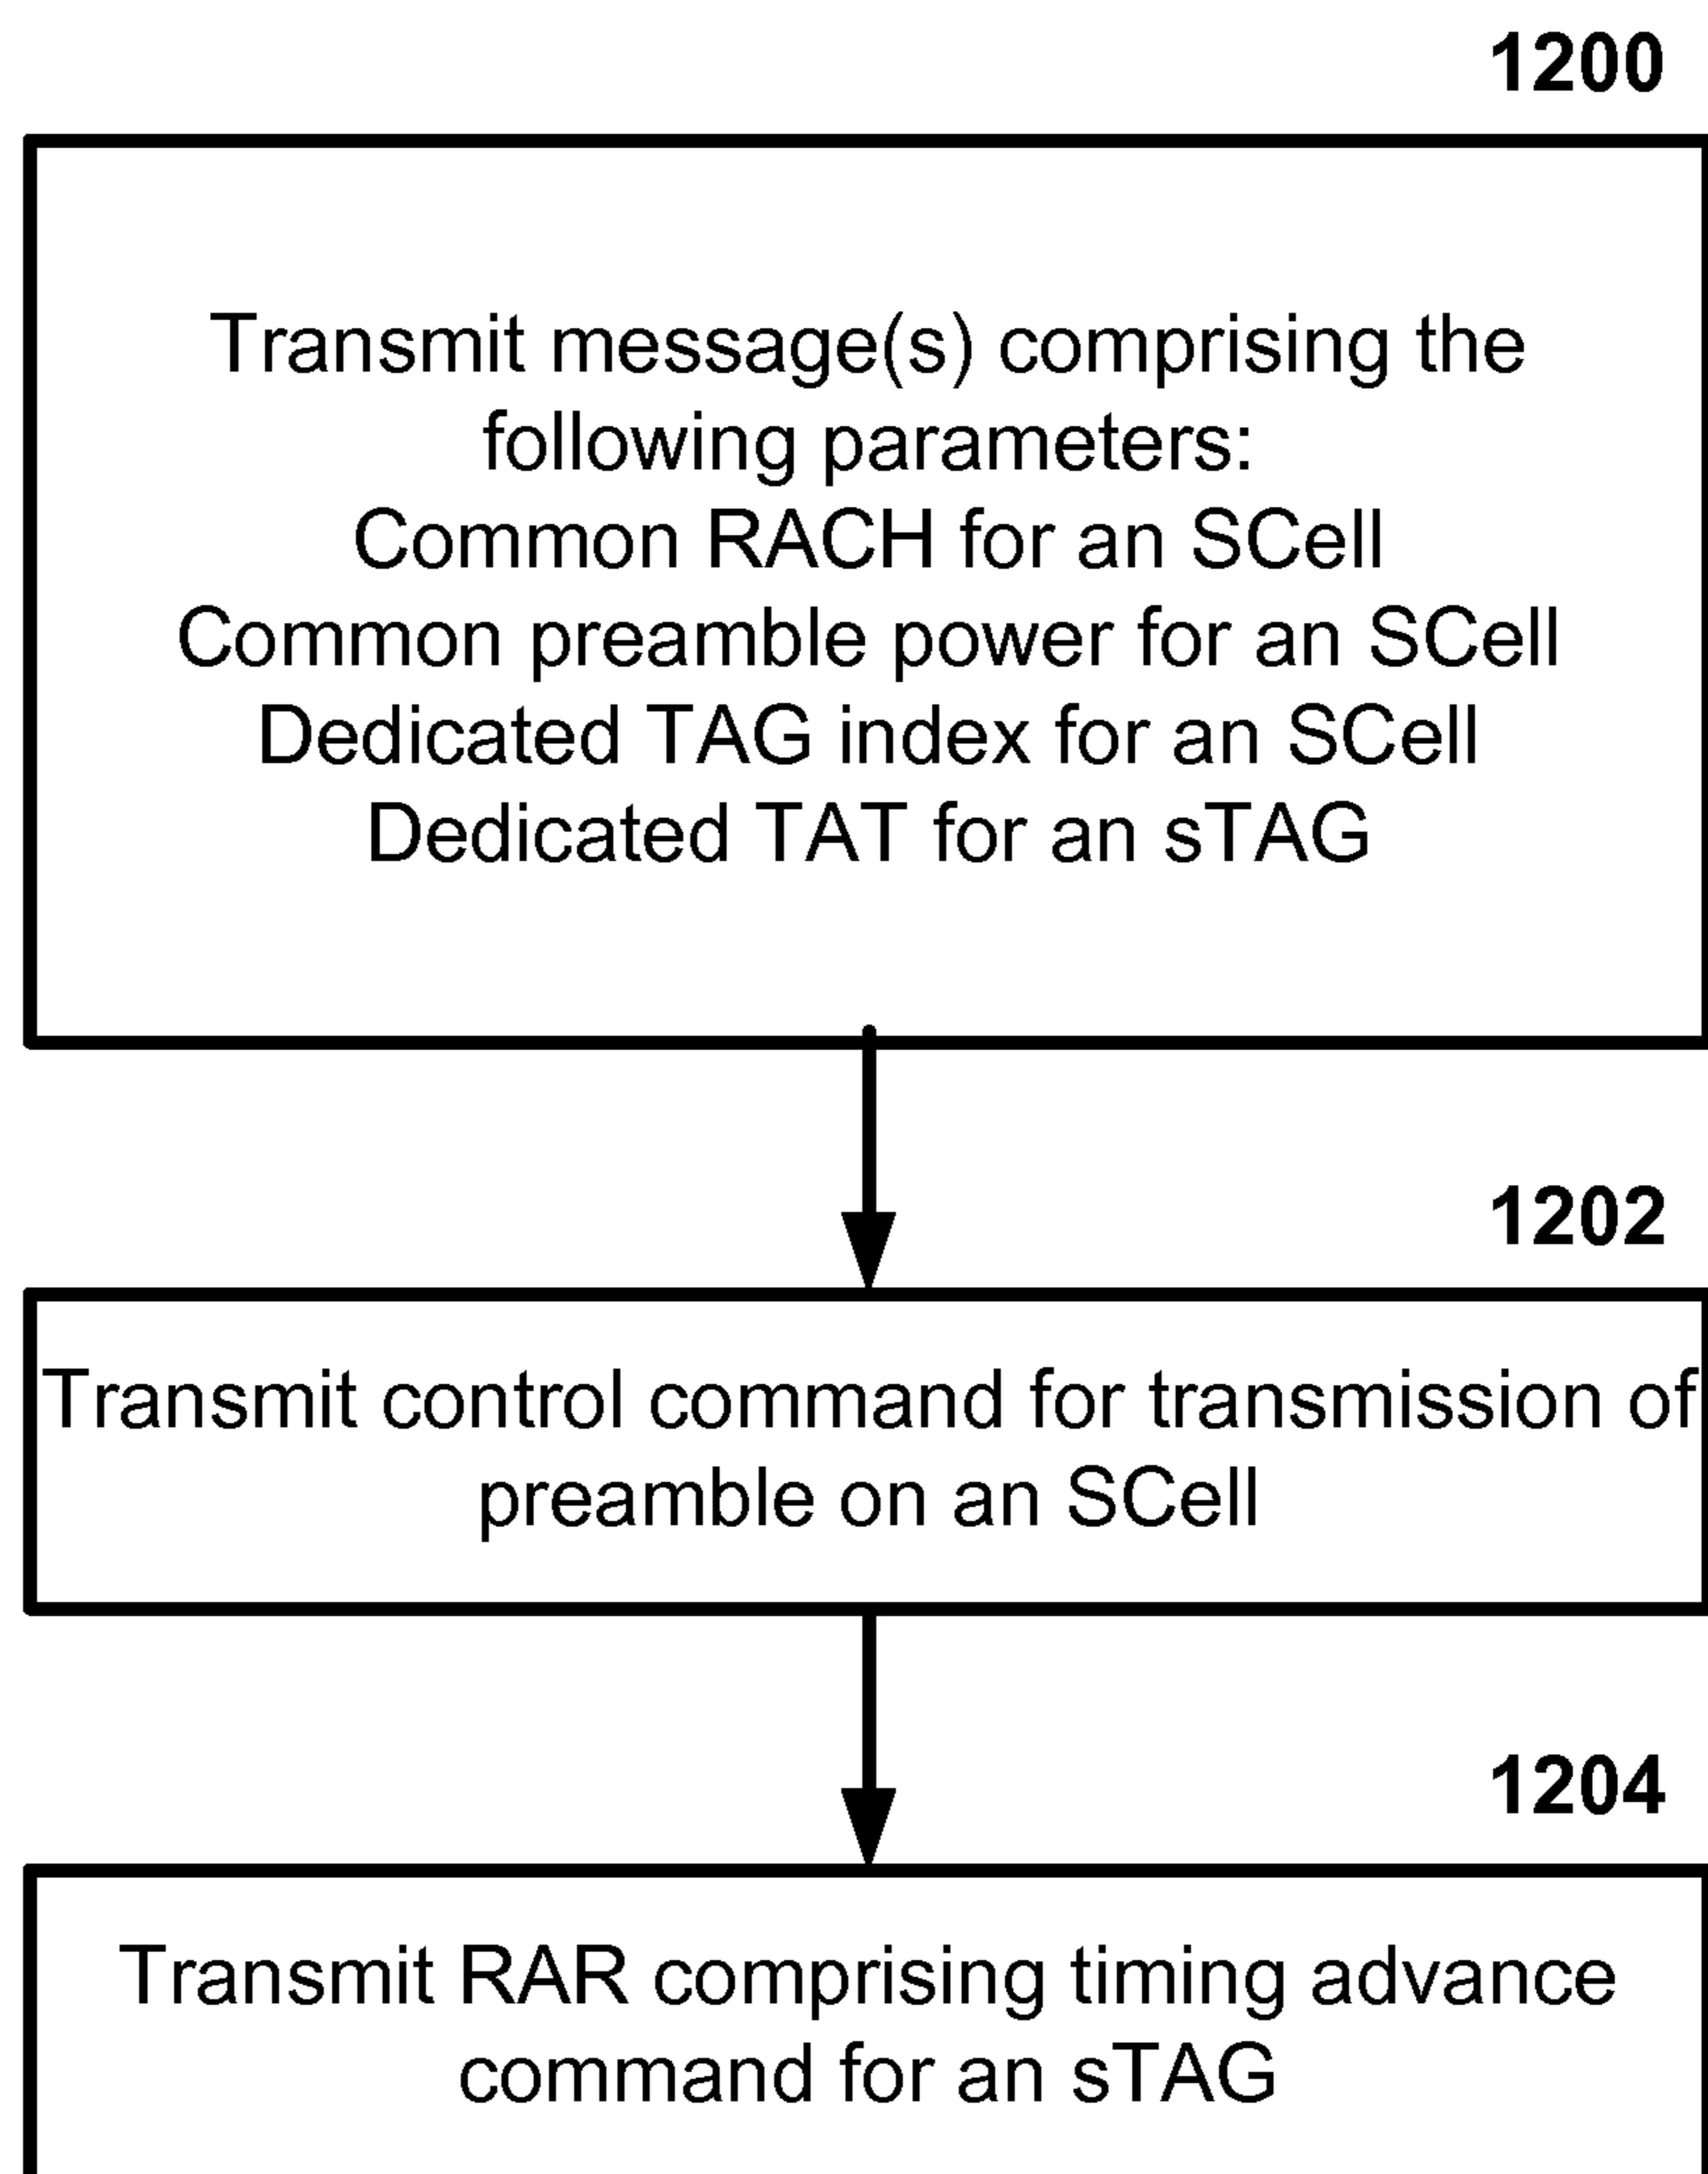 1200
Transmit message(s) comprising the
following parameters:
Common RACH for an SCell
Common preamble power for an SCell
Dedicated TAG index for an SCell
Dedicated TAT for an sTAG
1202
Transmit control command for transmission of
preamble on an SCell
1204
Transmit RAR comprising timing advance
command for an sTAG